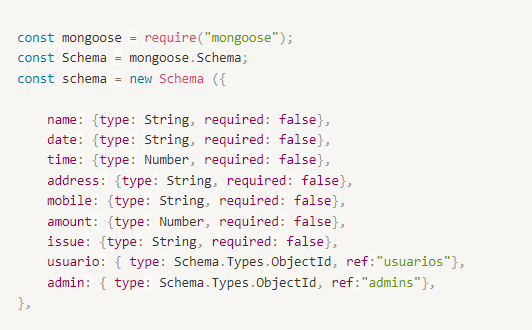 const mongoose = require("mongoose");
const Schema = mongoose.Schema;
const schema = new Schema ({
name: {type: String, required: false},
date: {type: String, required: false},
time: {type: Number, required: false},
address: {type: String, required: false},
mobile: {type: String, required: false},
amount: {type: Number, required: false},
issue: {type: String, required: false},
usuario: { type: Schema.Types.ObjectId, ref:"usuarios"},
admin: { type: Schema.Types.ObjectId, ref:"admins"},
},